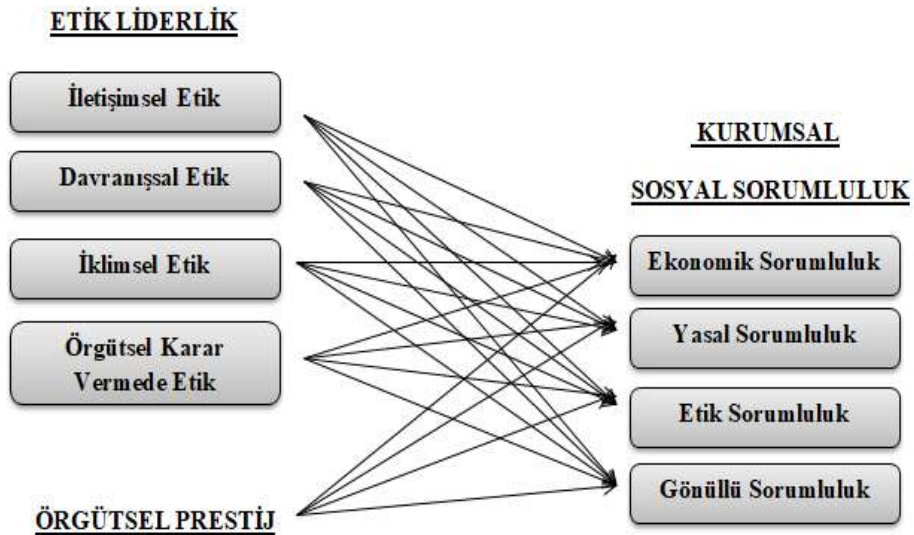 ETİK LİDERLİK
İletişimsel Etik
Davranışsal Etik
İklimsel Etik
Örgütsel Karar
Vermede Etik
ÖRGÜTSEL PRESTİJ
KURUMSAL
SOSYAL SORUMLULUK
Ekonomik Sorumluluk
Yasal Sorumluluk
Etik Sorumluluk
Gönüllü Sorumluluk